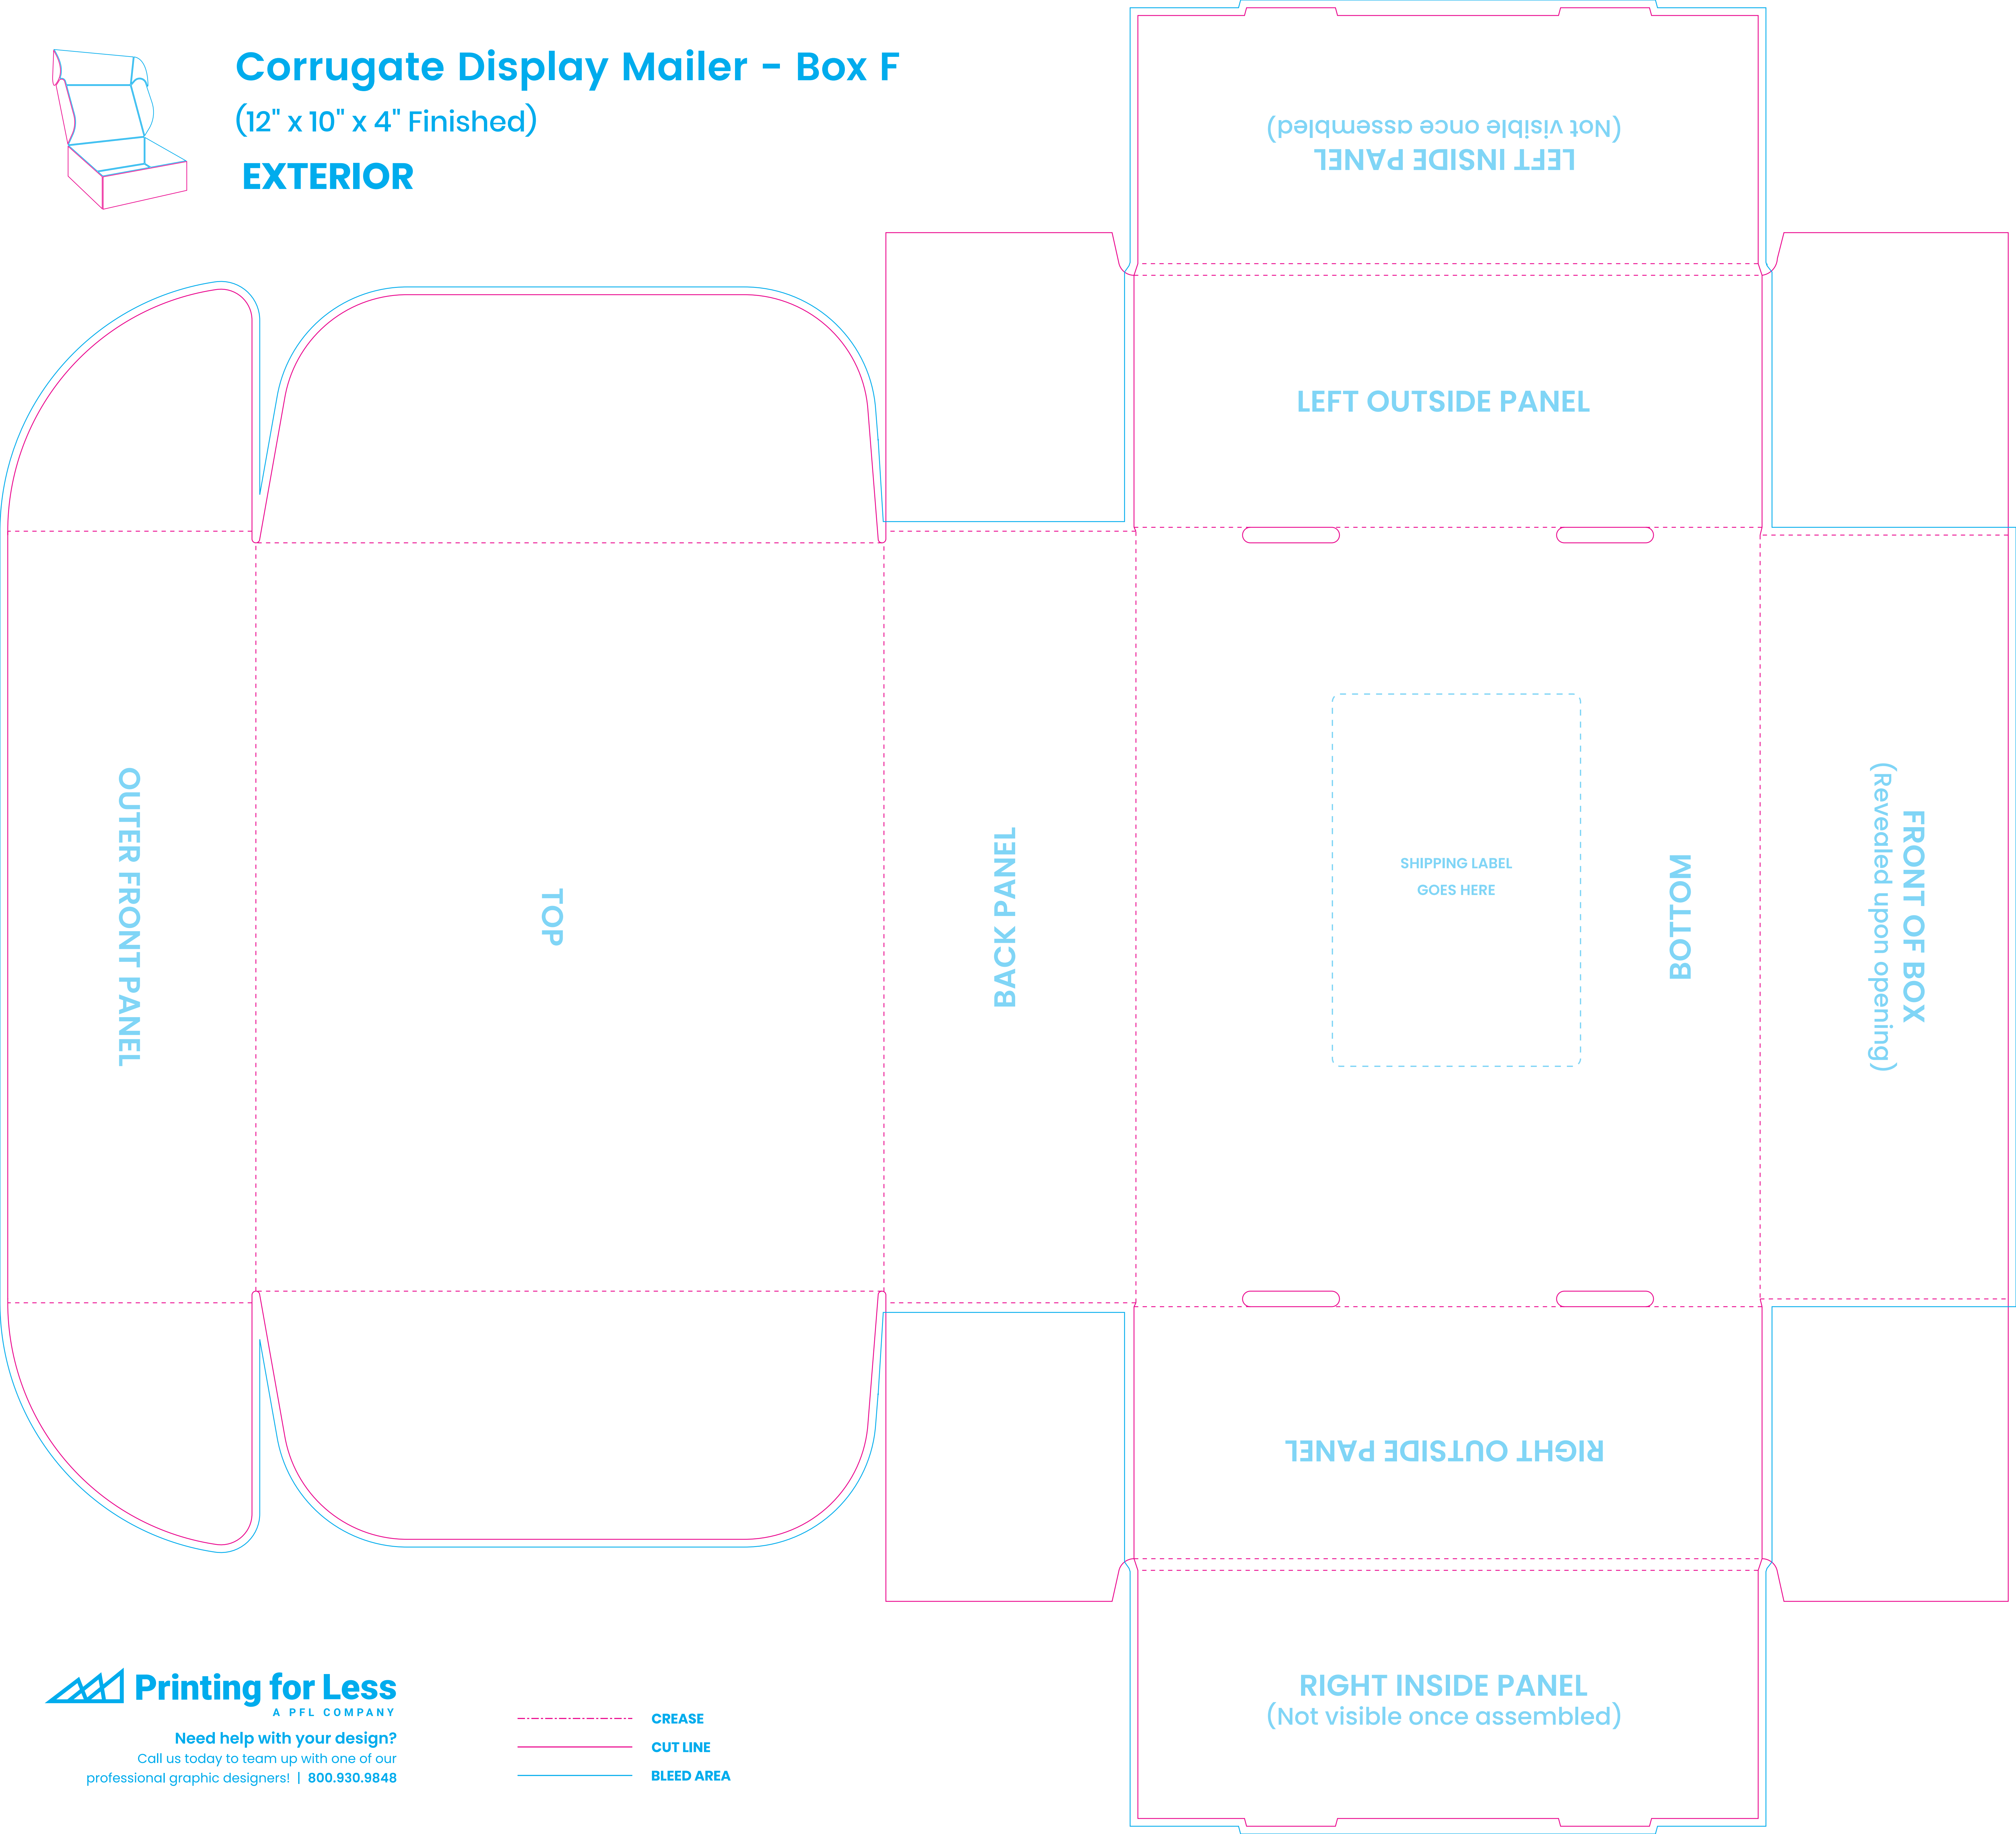 Corrugate Display Mailer - Box F
(12" x 10" x 4" Finished)
EXTERIOR
LEFT INSIDE PANEL
(Not visible once assembled)
LEFT OUTSIDE PANEL
OUTER FRONT PANEL
TOP
BACK PANEL
SHIPPING LABEL
GOES HERE
BOTTOM
FRONT OF BOX
(Revealed upon opening)
RIGHT OUTSIDE PANEL
RIGHT INSIDE PANEL
(Not visible once assembled)
Printing for Less
A PFL COMPANY
Need help with your design?
Call us today to team up with one of our
professional graphic designers! | 800.930.9848
CREASE
CUT LINE
BLEED AREA